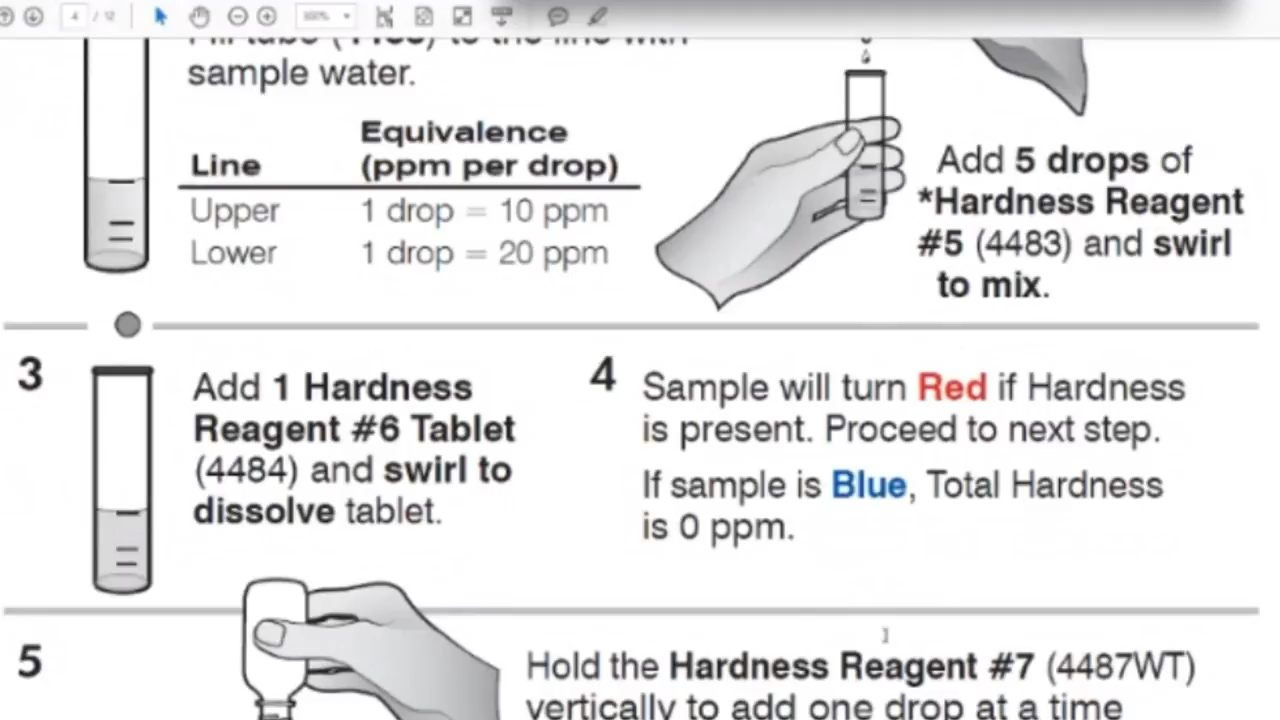 4 / 12
sample water.
Line Equivalence (ppm per drop)
Upper 1 drop = 10 ppm
Lower 1 drop = 20 ppm
Add 5 drops of
*Hardness Reagent
#5 (4483) and swirl
to mix.
3
Add 1 Hardness
Reagent #6 Tablet
(4484) and swirl to
dissolve tablet.
4
Sample will turn Red if Hardness
is present. Proceed to next step.
If sample is Blue, Total Hardness
is 0 ppm.
5
Hold the Hardness Reagent #7 (4487WT)
vertically to add one drop at a time